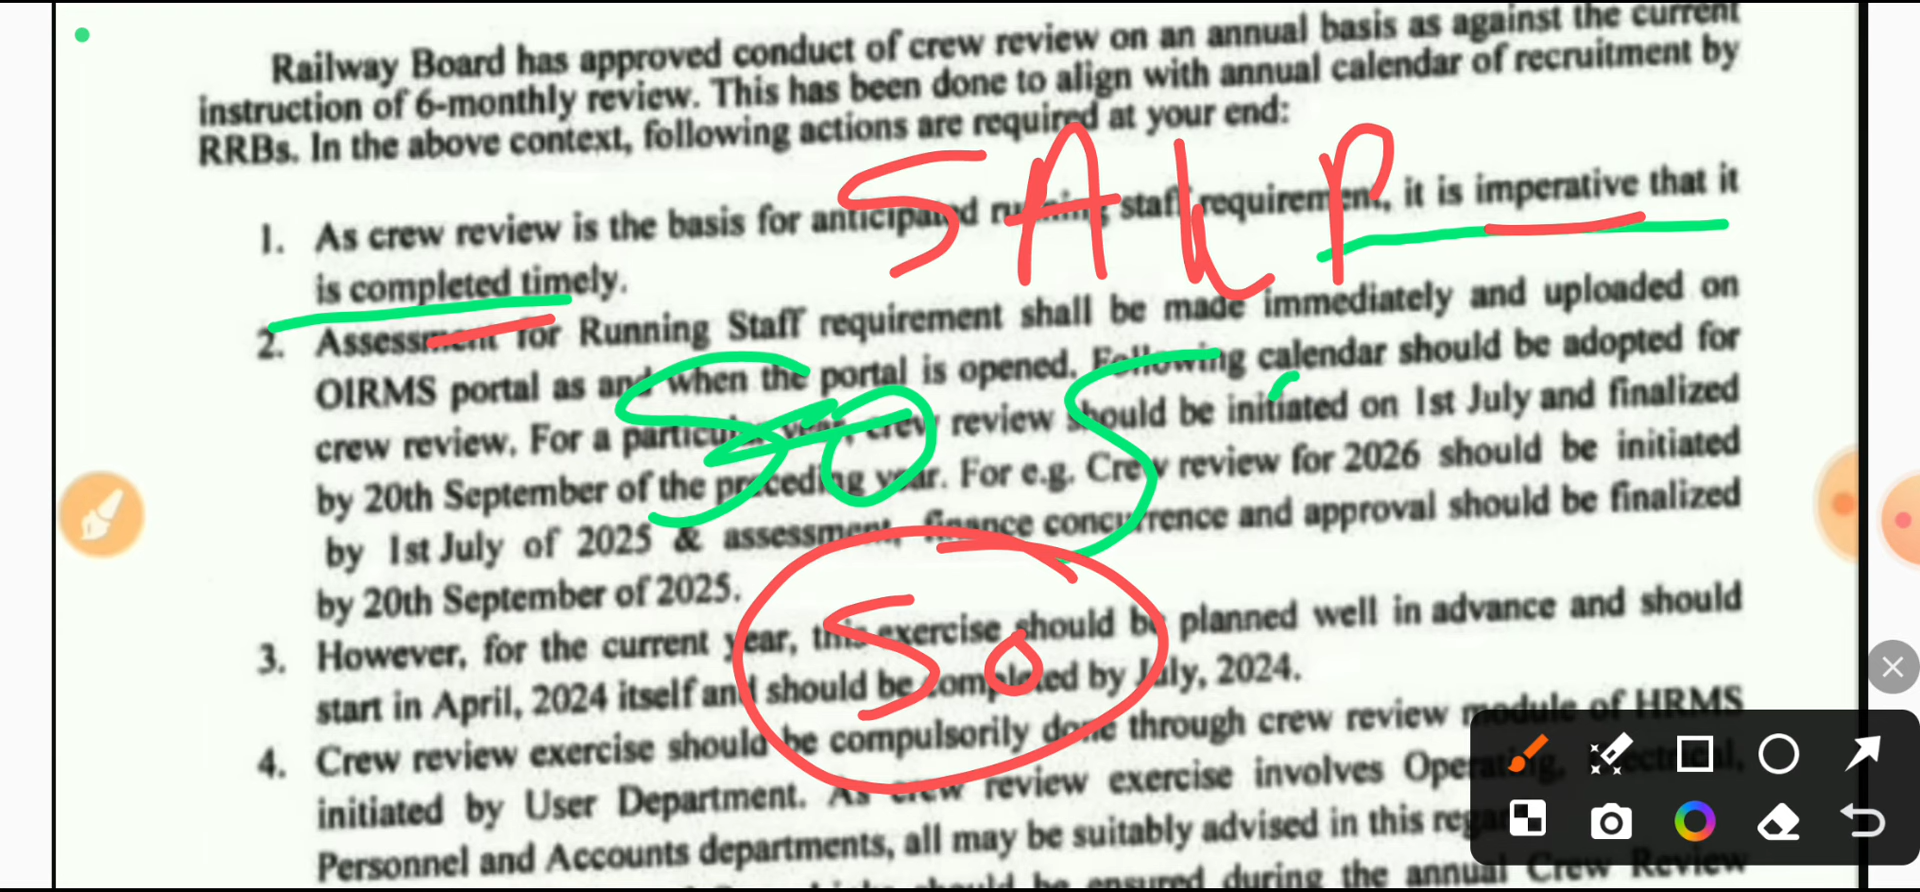 Railway Board has approved conduct of crew review on an annual basis as against the current
instruction of 6-monthly review. This has been done to align with annual calendar of recruitment by
RRBs. In the above context, following actions are required at your end:
SALP
1. As crew review is the basis for anticipated running staff requirement, it is imperative that it
is completed timely.
2. Assessment for Running Staff requirement shall be made immediately and uploaded on
OIRMS portal as and when the portal is opened. Following calendar should be adopted for
crew review. For a particular year, crew review should be initiated on 1st July and finalized
by 20th September of the preceding year. For e.g. Crew review for 2026 should be initiated
by 1st July of 2025 & assessment, finance concurrence and approval should be finalized
by 20th September of 2025.
50
3. However, for the current year, this exercise should be planned well in advance and should
start in April, 2024 itself and should be completed by July, 2024.
4. Crew review exercise should be compulsorily done through crew review module of HRMS
initiated by User Department. As crew review exercise involves Operating, Electrical,
Personnel and Accounts departments, all may be suitably advised in this
should be ensured during the annual Crew Review